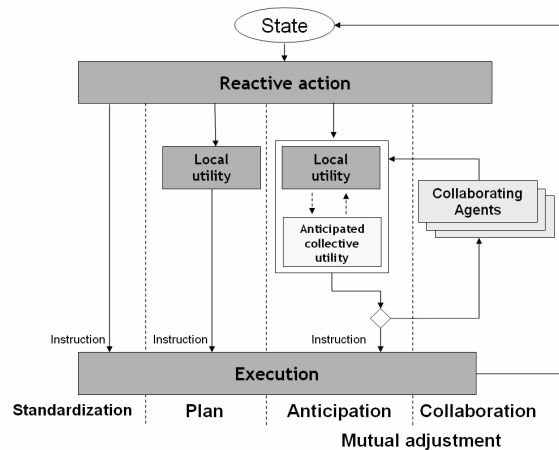 State
Reactive action
Local
utility
Local
utility
Anticipated
collective
utility
Collaborating
Agents
Instruction
Instruction
Instruction
Execution
Standardization
Plan
Anticipation
Collaboration
Mutual adjustment